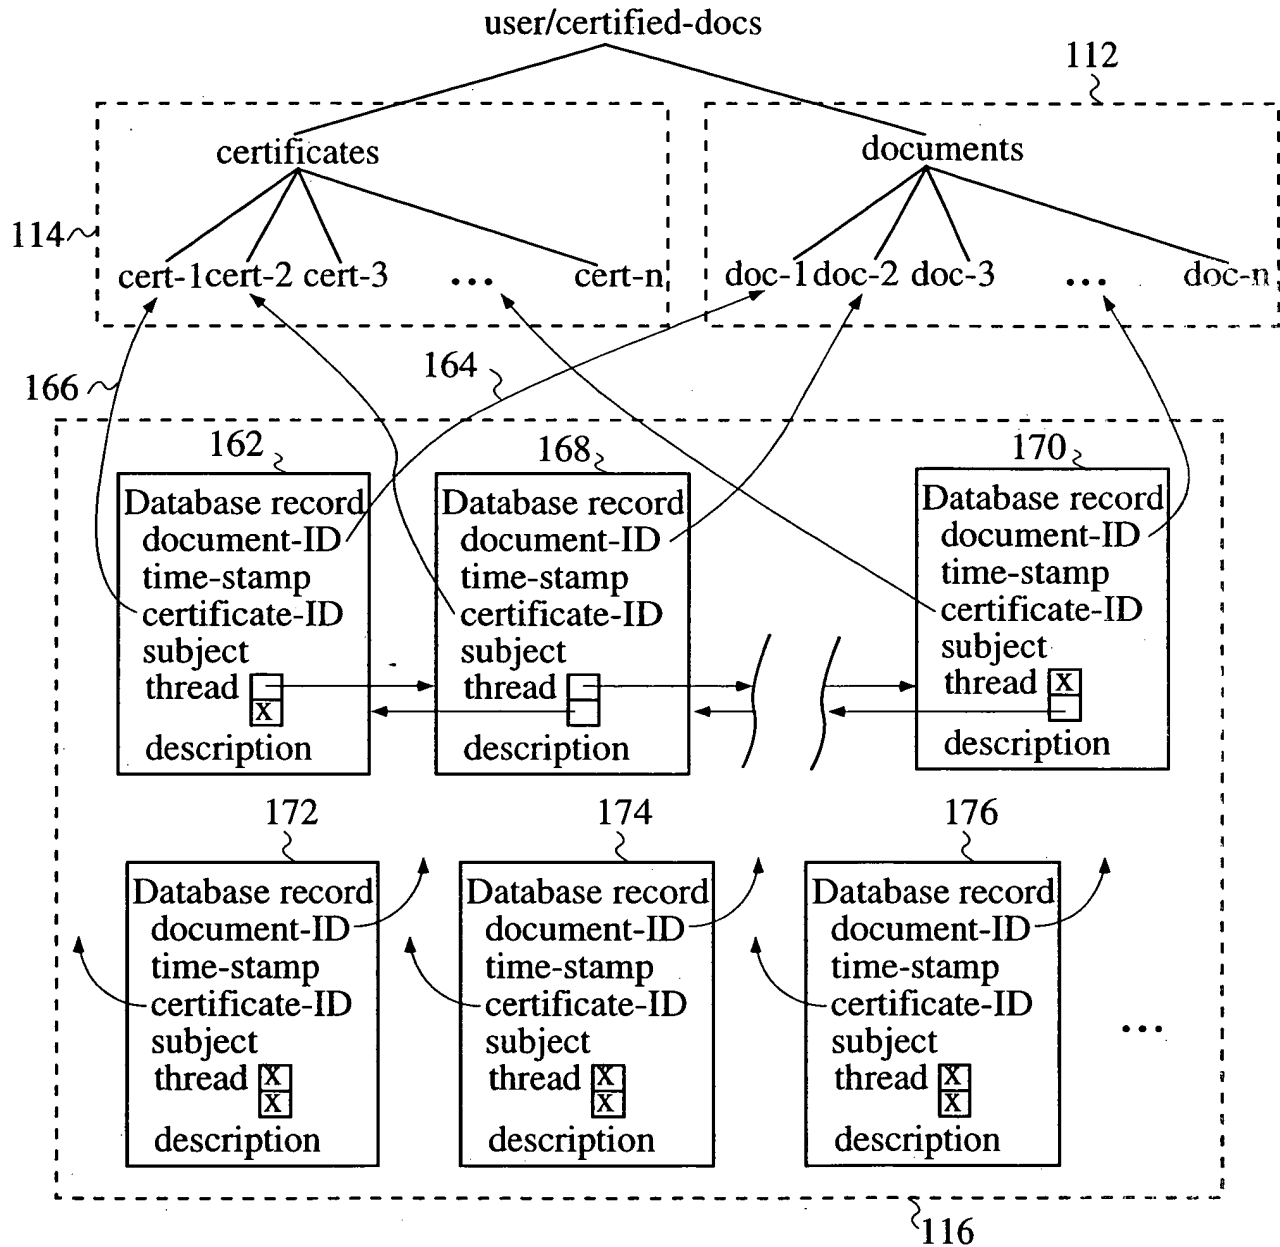 user/certified-docs
112
certificates
documents
114
cert-1 cert-2 cert-3 ... cert-n
doc-1 doc-2 doc-3 ... doc-n
166
164
162
168
170
Database record
document-ID
time-stamp
certificate-ID
subject
thread
X
description
Database record
document-ID
time-stamp
certificate-ID
subject
thread
description
Database record
document-ID
time-stamp
certificate-ID
subject
thread X
description
172
174
176
Database record
document-ID
time-stamp
certificate-ID
subject
thread X
X
description
Database record
document-ID
time-stamp
certificate-ID
subject
thread X
X
description
Database record
document-ID
time-stamp
certificate-ID
subject
thread X
X
description
...
116